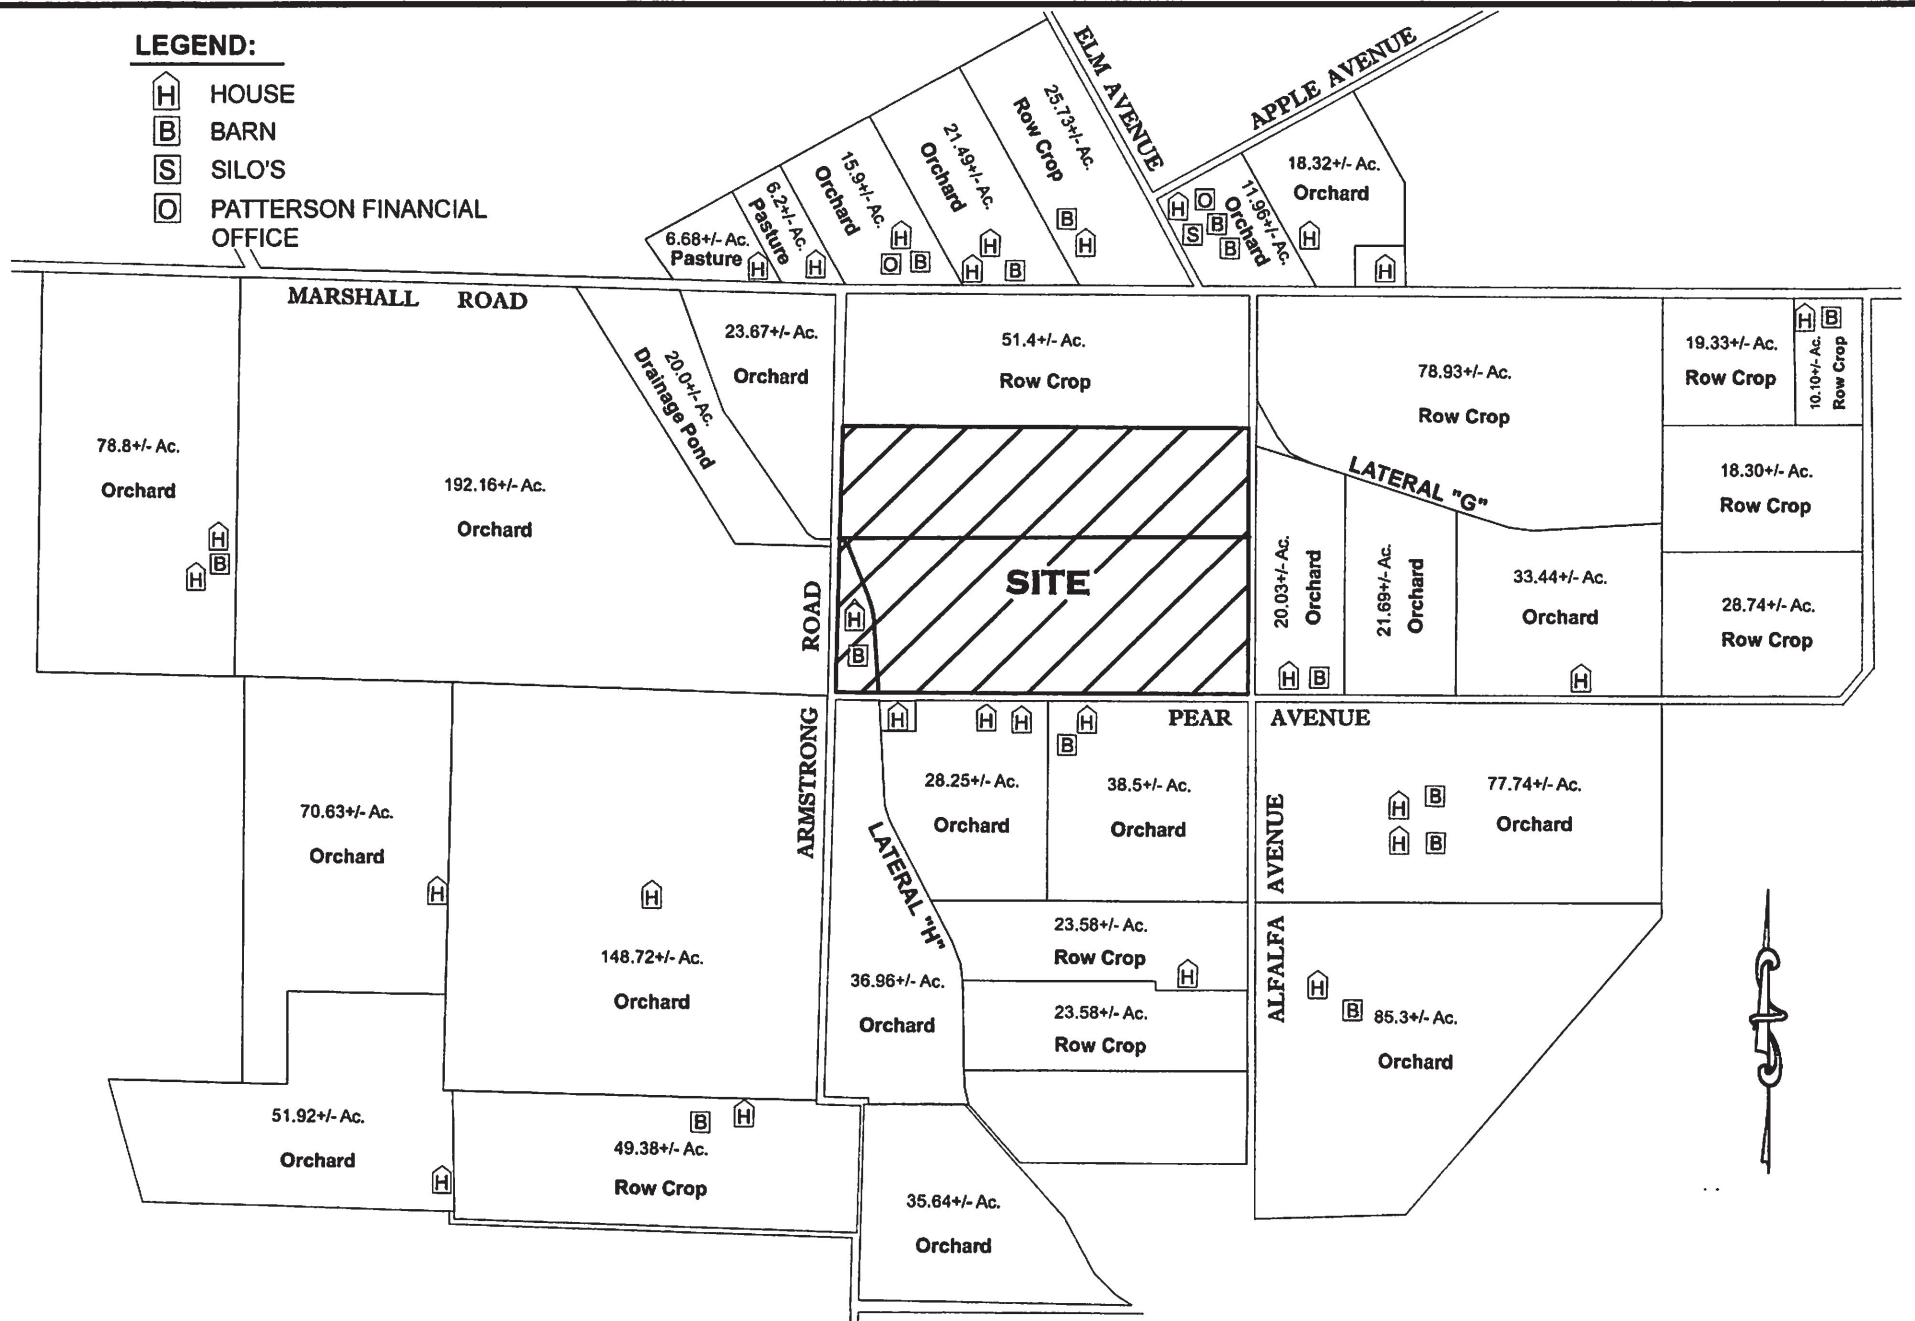 LEGEND:
H HOUSE
B BARN
S SILO'S
O PATTERSON FINANCIAL
OFFICE
ELM AVENUE
APPLE AVENUE
6.68+/- Ac.
Pasture
H
6.2+/- Ac.
Pasture
H
15.9+/- Ac.
Orchard
H
O B
21.49+/- Ac.
Orchard
H
H B
25.73+/- Ac.
Row Crop
B
H
H O
S B
B
11.96+/- Ac.
Orchard
18.32+/- Ac.
Orchard
H
H
MARSHALL ROAD
78.8+/- Ac.
Orchard
H
B
H
192.16+/- Ac.
Orchard
20.0+/- Ac.
Drainage Pond
23.67+/- Ac.
Orchard
51.4+/- Ac.
Row Crop
78.93+/- Ac.
Row Crop
19.33+/- Ac.
Row Crop
H B
10.10+/- Ac.
Row Crop
18.30+/- Ac.
Row Crop
28.74+/- Ac.
Row Crop
LATERAL "G"
SITE
H
B
20.03+/- Ac.
Orchard
H B
21.69+/- Ac.
Orchard
33.44+/- Ac.
Orchard
H
ARMSTRONG ROAD
PEAR AVENUE
70.63+/- Ac.
Orchard
H
H
148.72+/- Ac.
Orchard
LATERAL "H"
H
H H
28.25+/- Ac.
Orchard
H
B
38.5+/- Ac.
Orchard
ALFALFA AVENUE
77.74+/- Ac.
Orchard
H B
H B
23.58+/- Ac.
Row Crop
H
36.96+/- Ac.
Orchard
23.58+/- Ac.
Row Crop
H
B
85.3+/- Ac.
Orchard
51.92+/- Ac.
Orchard
H
B H
49.38+/- Ac.
Row Crop
35.64+/- Ac.
Orchard